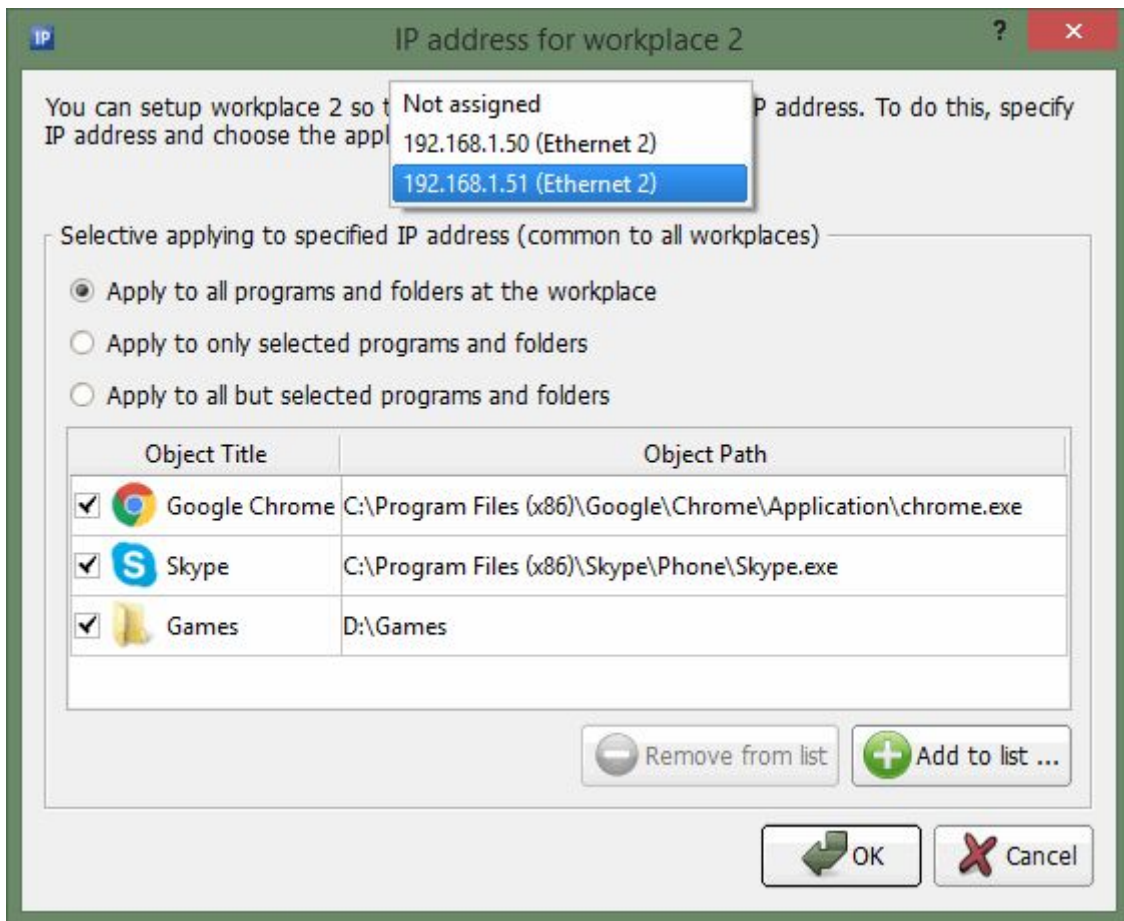 IP
IP address for workplace 2
?
×
You can setup workplace 2 so t
P address. To do this, specify
IP address and choose the appl
Not assigned
192.168.1.50 (Ethernet 2)
192.168.1.51 (Ethernet 2)
Selective applying to specified IP address (common to all workplaces)
Apply to all programs and folders at the workplace
Apply to only selected programs and folders
Apply to all but selected programs and folders
Object Title Object Path
Google Chrome C:\Program Files (x86)\Google\Chrome\Application\chrome.exe
Skype C:\Program Files (x86)\Skype\Phone\Skype.exe
Games D:\Games
Remove from list Add to list ...
OK Cancel